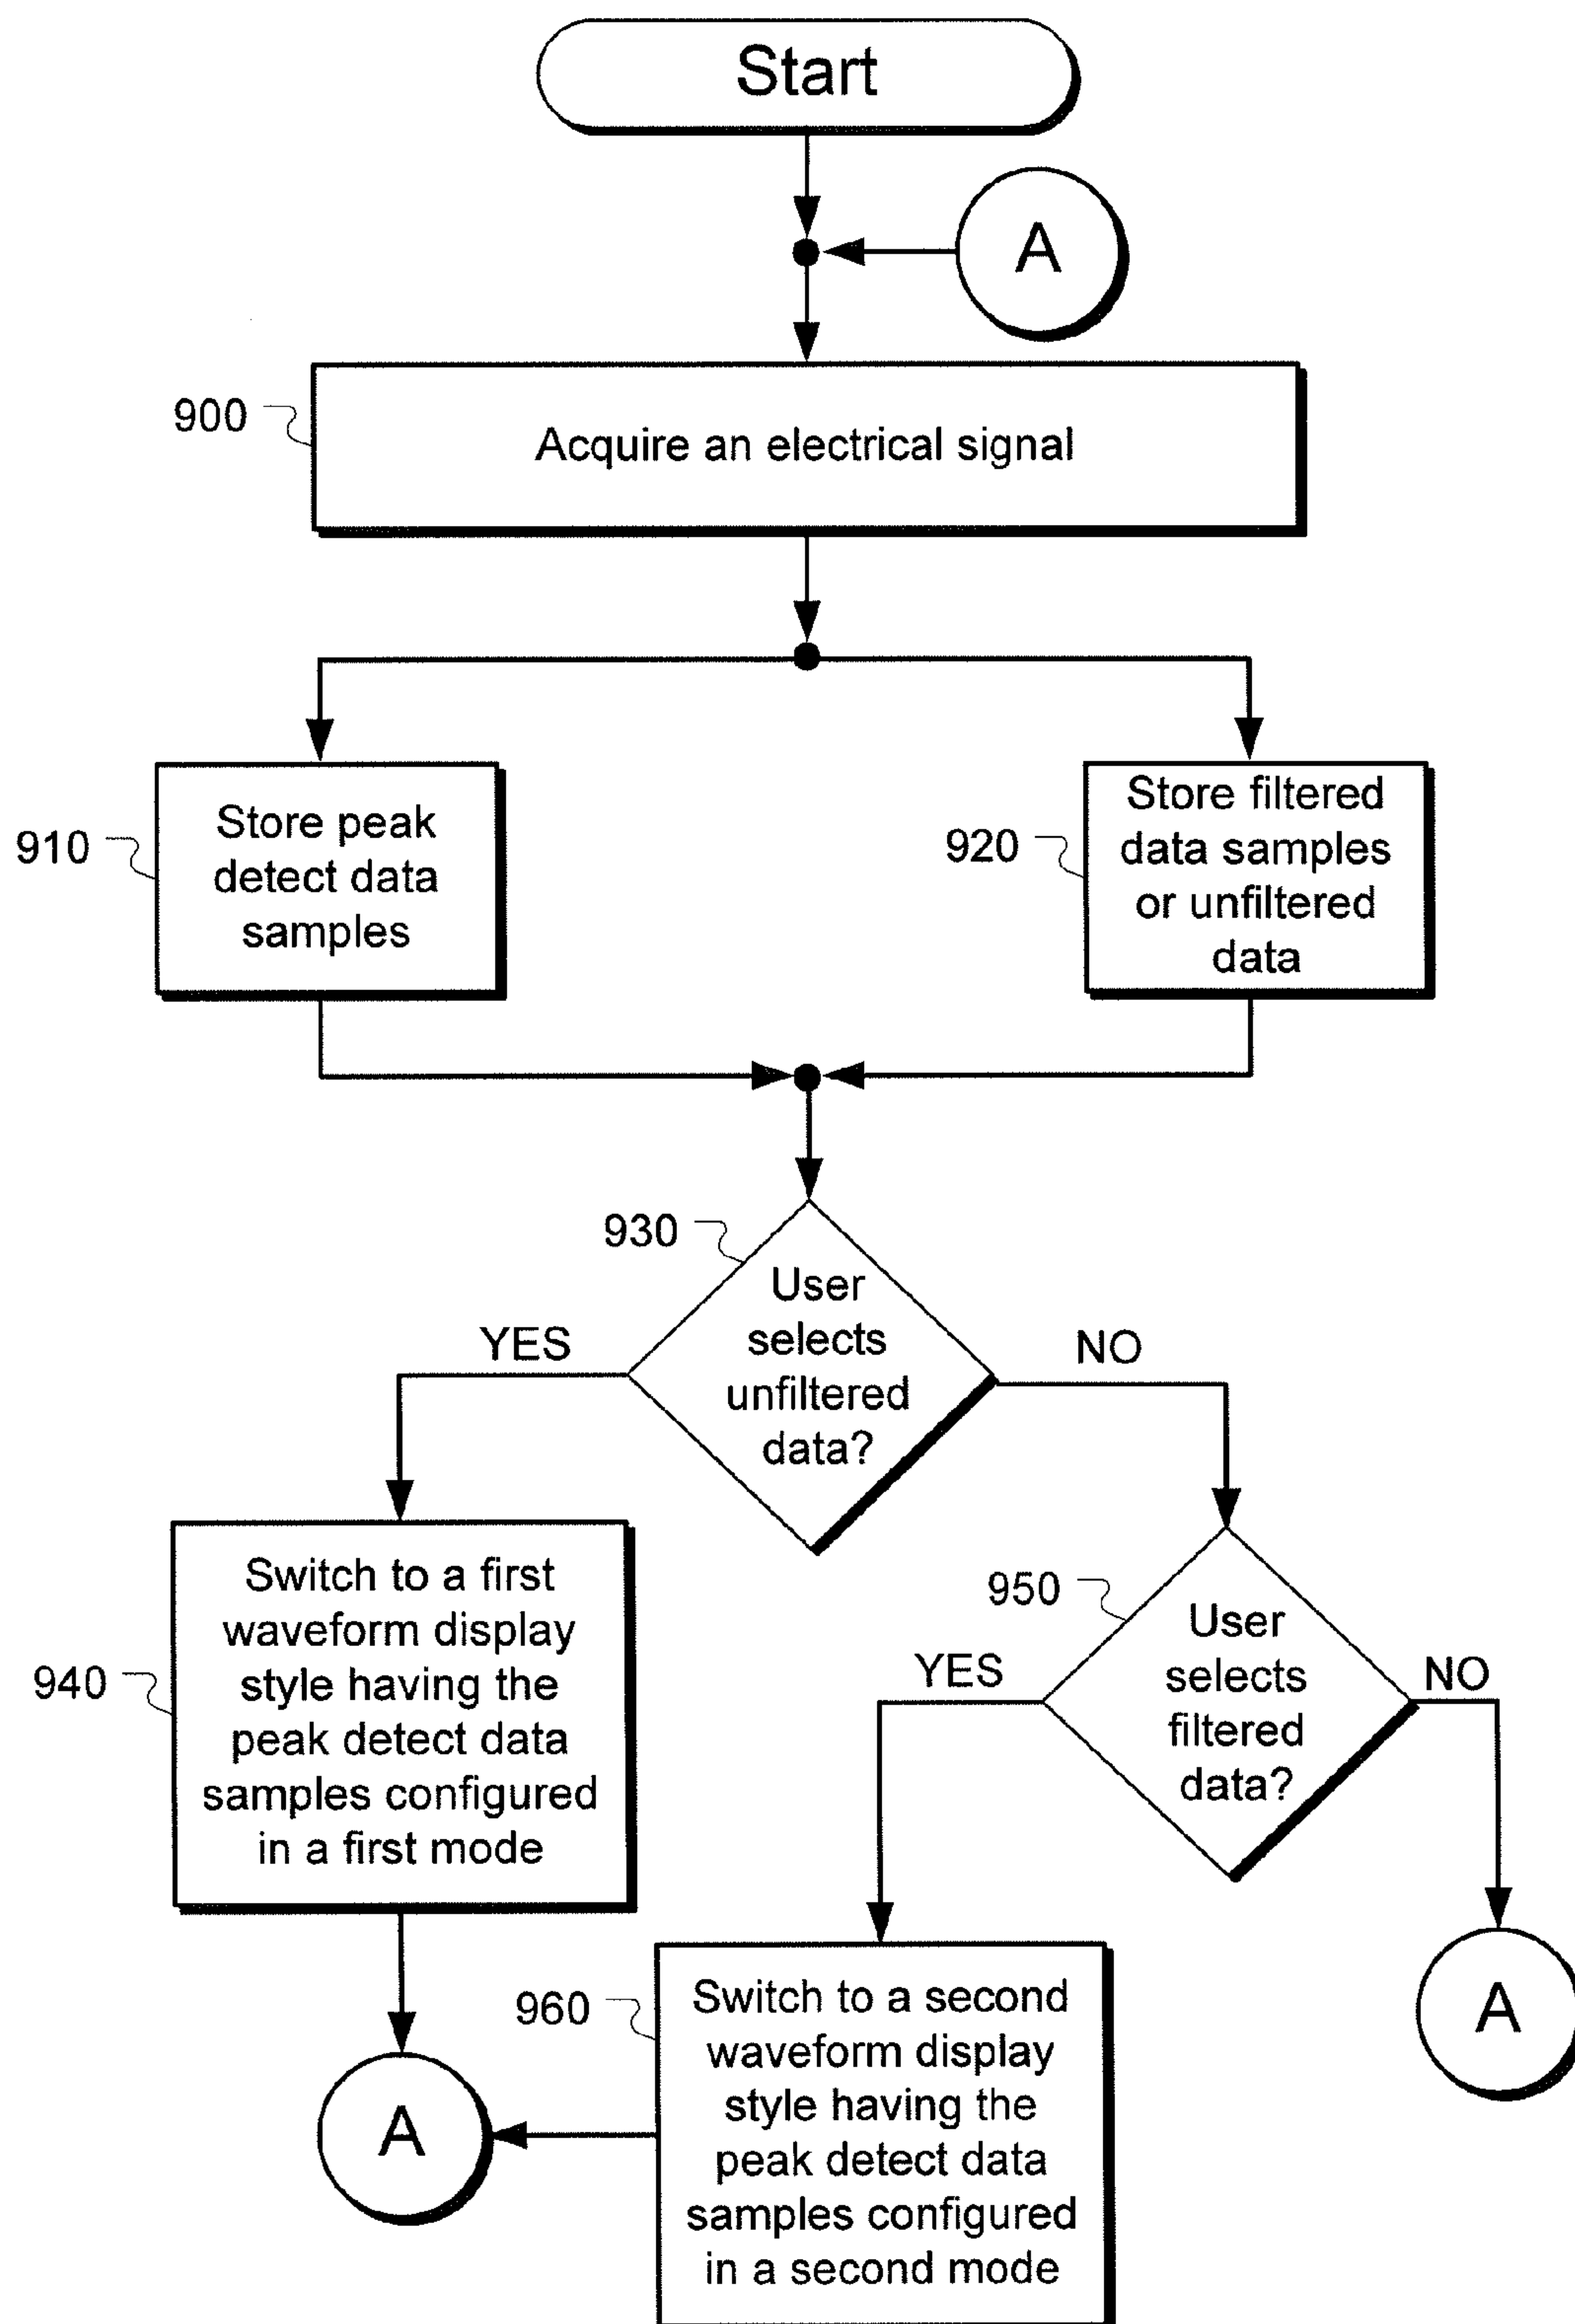 Start
A
900
Acquire an electrical signal
910
Store peak
detect data
samples
920
Store filtered
data samples
or unfiltered
data
930
User
selects
unfiltered
data?
YES
NO
940
Switch to a first
waveform display
style having the
peak detect data
samples configured
in a first mode
950
User
selects
filtered
data?
YES
NO
A
960
Switch to a second
waveform display
style having the
peak detect data
samples configured
in a second mode
A